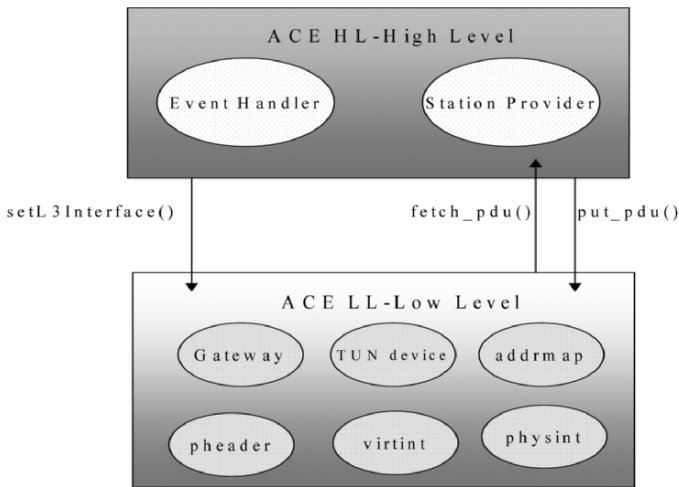 ACE HL-High Level
Event Handler
Station Provider
setL3Interface()
fetch_pdu()
put_pdu()
ACE LL-Low Level
Gateway
TUN device
addrmap
pheader
virtint
physint